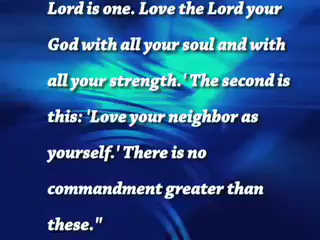 Lord is one. Love the Lord your
God with all your soul and with
all your strength.' The second is
this: 'Love your neighbor as
yourself.' There is no
commandment greater than
these."